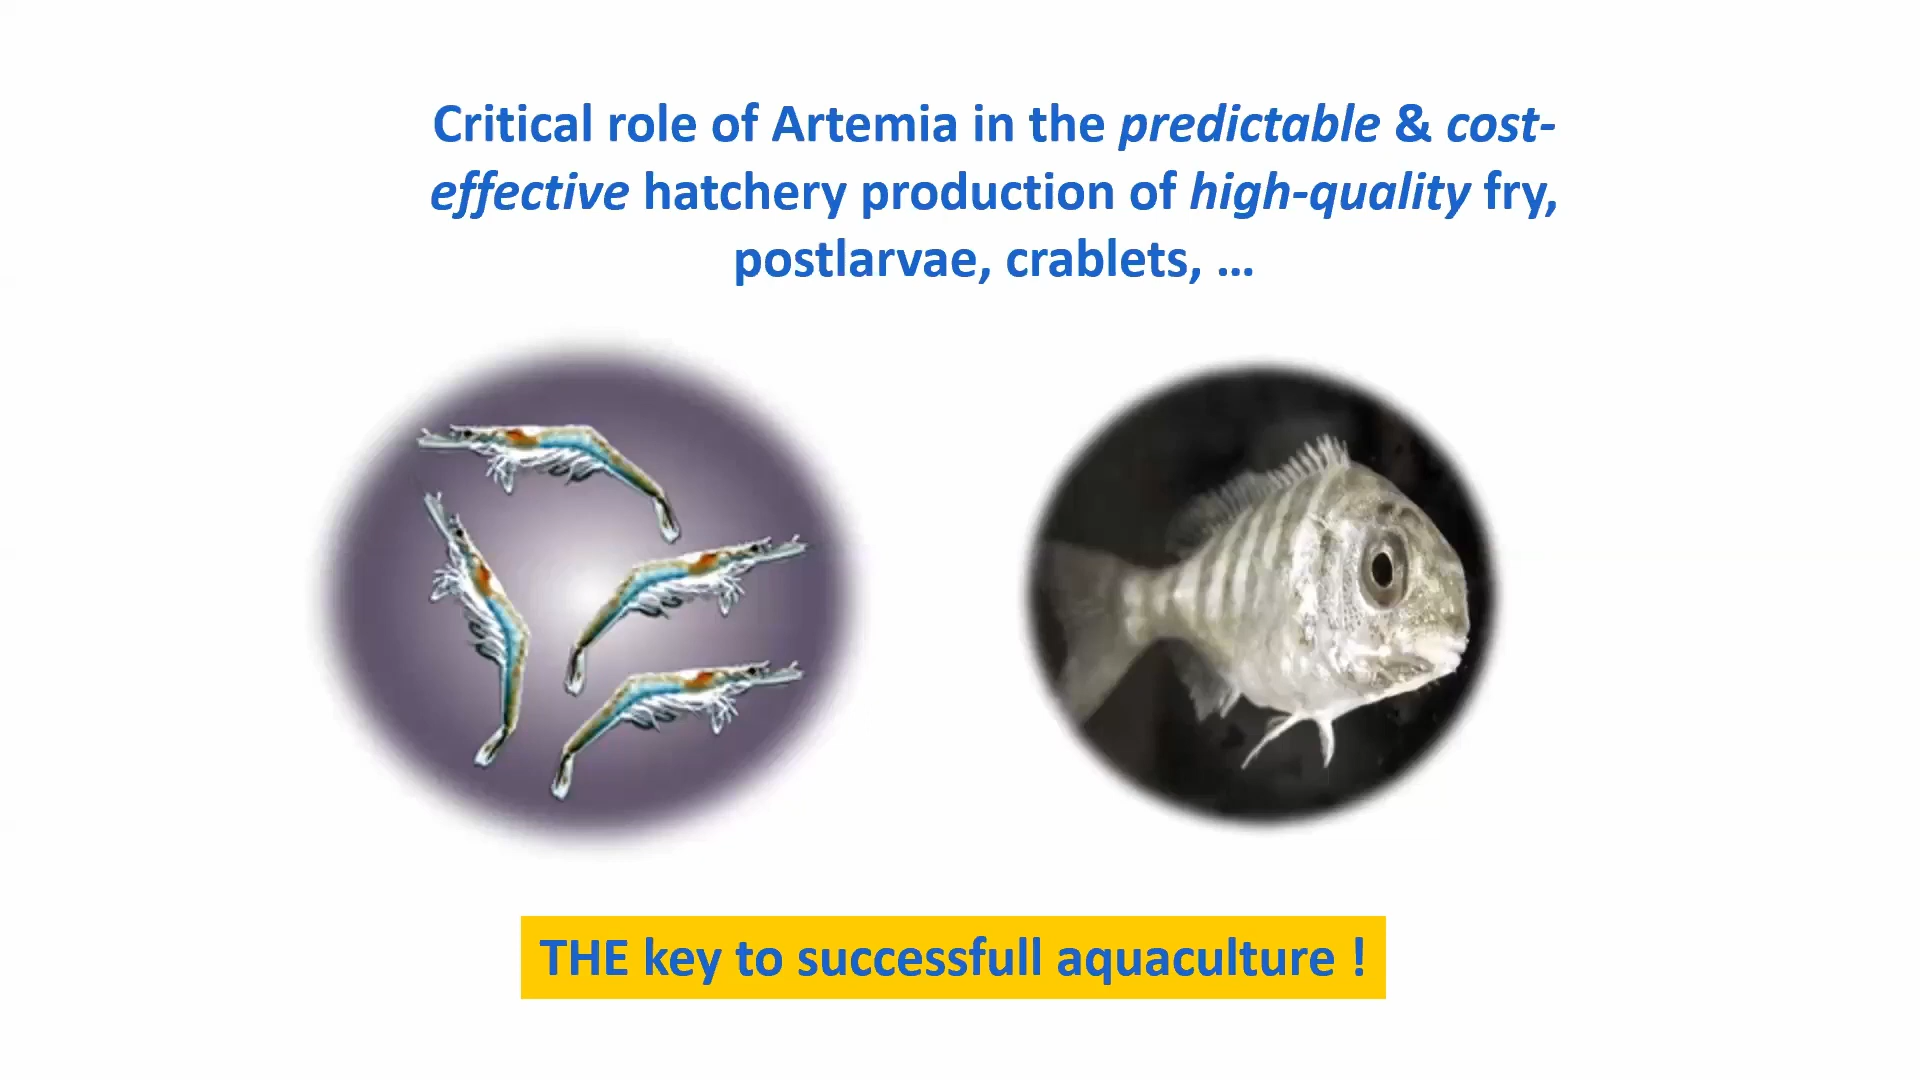 Critical role of Artemia in the predictable & cost-
effective hatchery production of high-quality fry,
postlarvae, crablets, ...
THE key to successfull aquaculture !